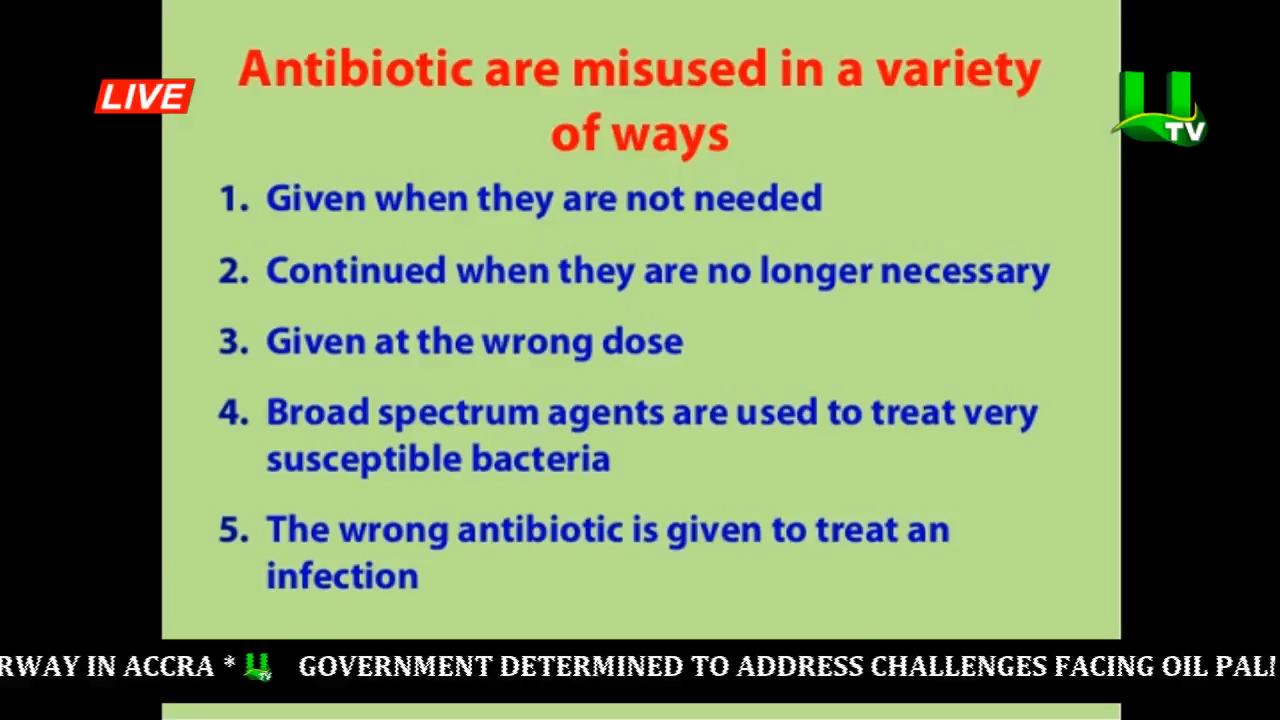 Antibiotic are misused in a variety
of ways
LIVE
TV
1. Given when they are not needed
2. Continued when they are no longer necessary
3. Given at the wrong dose
4. Broad spectrum agents are used to treat very
susceptible bacteria
5. The wrong antibiotic is given to treat an
infection
RWAY IN ACCRA * TV GOVERNMENT DETERMINED TO ADDRESS CHALLENGES FACING OIL PAL